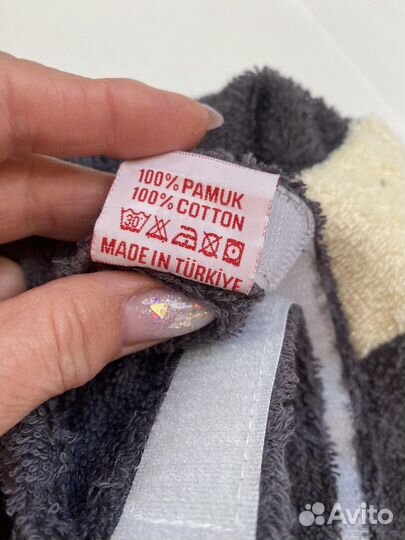 100% PAMUK
100% COTTON
30
MADE IN TÜRKİYE
Avito